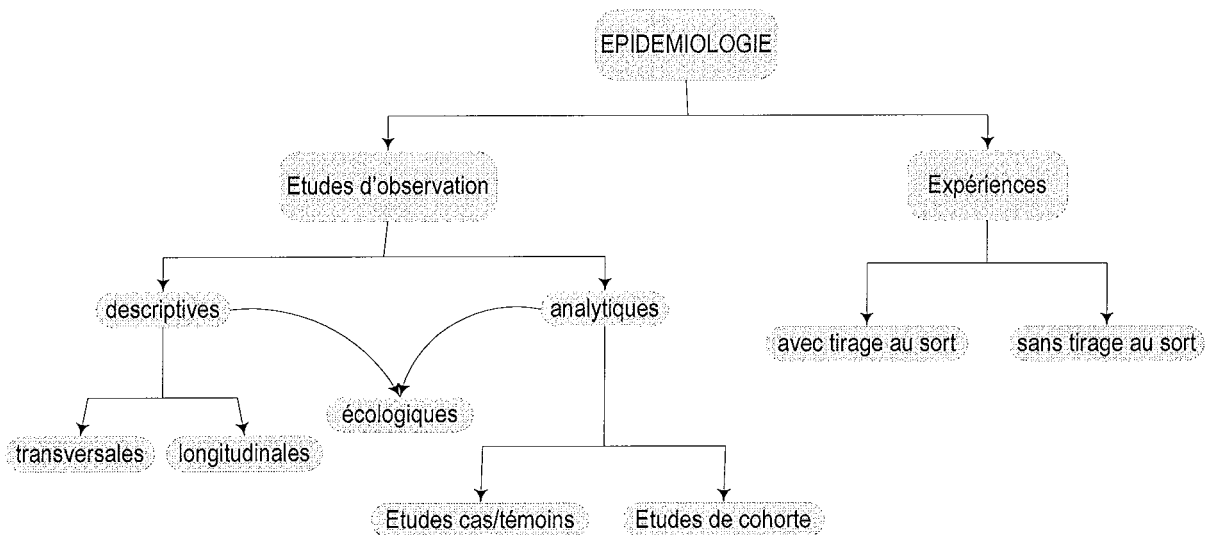 EPIDEMIOLOGIE
Etudes d'observation
Expériences
descriptives
analytiques
avec tirage au sort
sans tirage au sort
écologiques
transversales
longitudinales
Etudes cas/témoins
Etudes de cohorte